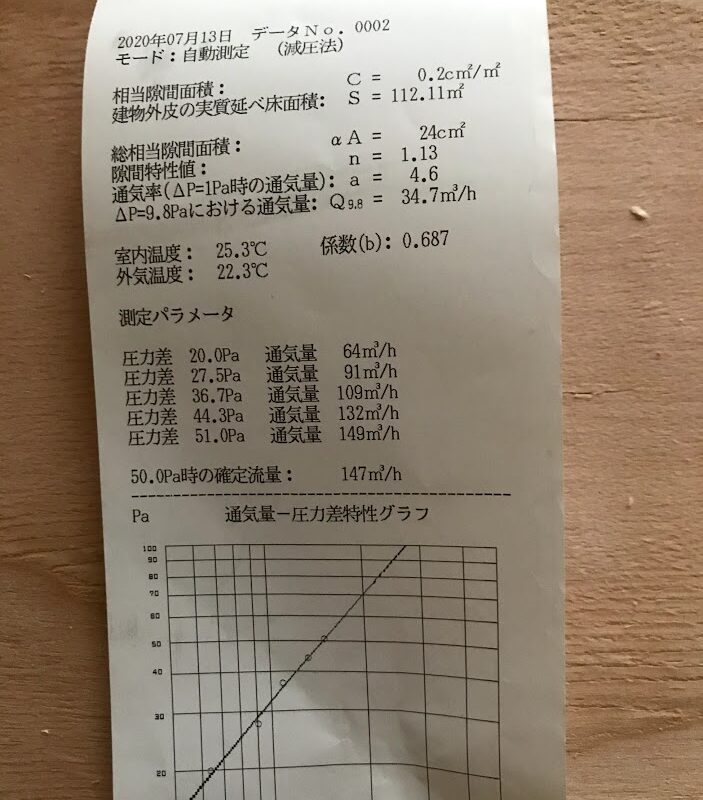 2020年07月13日 データNo. 0002
モード：自動測定 （減圧法）
相当隙間面積： C = 0.2c㎡/㎡
建物外皮の実質延べ床面積： S = 112.11㎡
総相当隙間面積： αA = 24c㎡
隙間特性値： n = 1.13
通気率(ΔP=1Pa時の通気量)： a = 4.6
ΔP=9.8Paにおける通気量： Q9.8 = 34.7㎥/h
室内温度： 25.3℃ 係数(b)： 0.687
外気温度： 22.3℃
測定パラメータ
圧力差 20.0Pa 通気量 64㎥/h
圧力差 27.5Pa 通気量 91㎥/h
圧力差 36.7Pa 通気量 109㎥/h
圧力差 44.3Pa 通気量 132㎥/h
圧力差 51.0Pa 通気量 149㎥/h
50.0Pa時の確定流量： 147㎥/h
Pa 通気量－圧力差特性グラフ
100
90
80
70
60
50
40
30
20